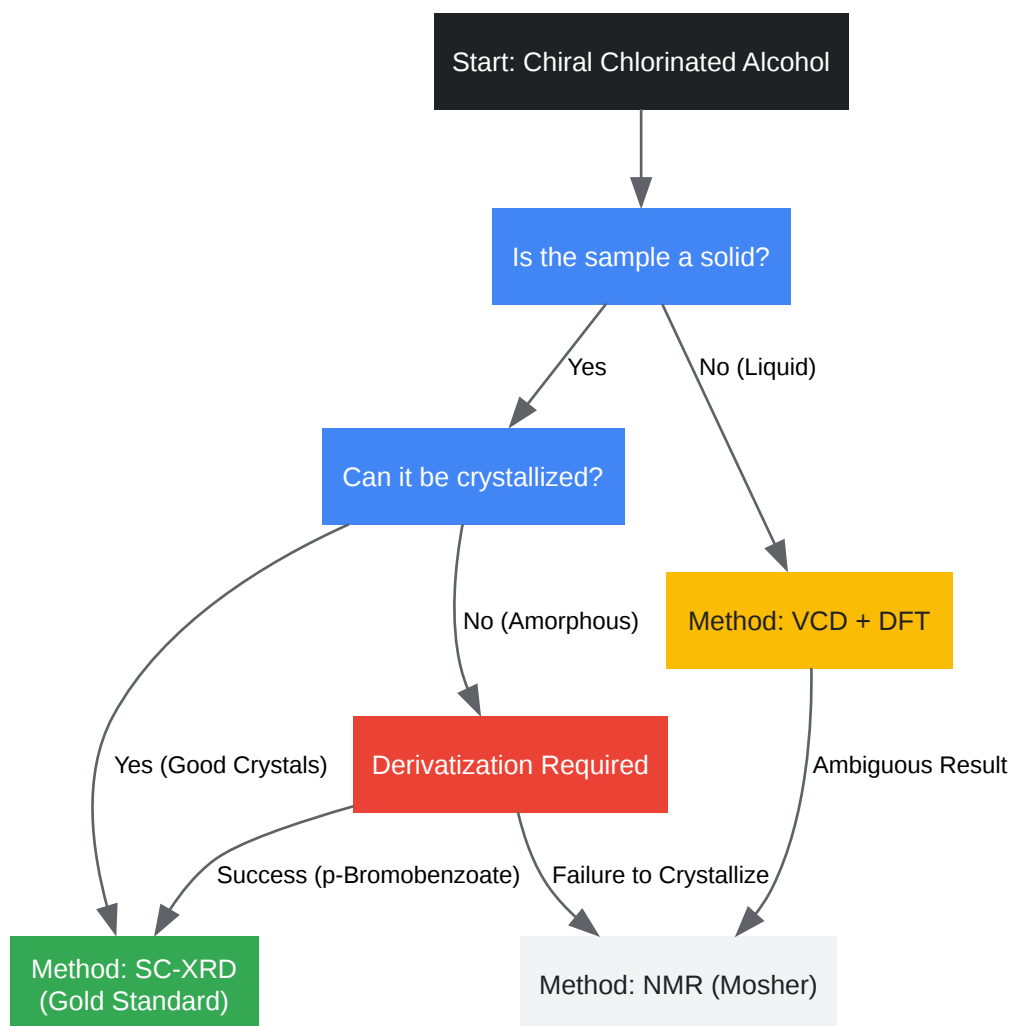 Start: Chiral Chlorinated Alcohol
Is the sample a solid?
Yes
No (Liquid)
Can it be crystallized?
No (Amorphous)
Method: VCD + DFT
Yes (Good Crystals)
Derivatization Required
Ambiguous Result
Success (p-Bromobenzoate)
Failure to Crystallize
Method: SC-XRD
(Gold Standard)
Method: NMR (Mosher)